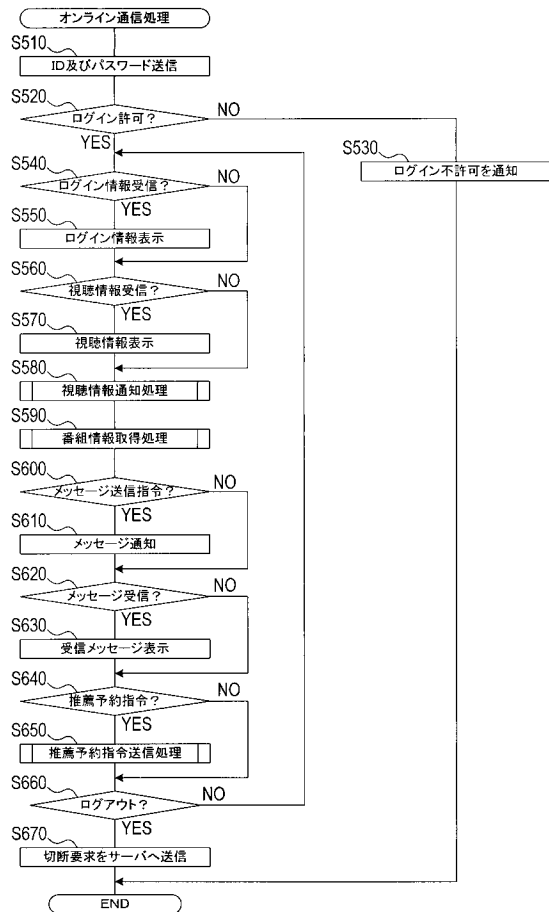 オンライン通信処理
S510
ID及びパスワード送信
S520
ログイン許可?
NO
YES
S530
ログイン不許可を通知
S540
ログイン情報受信?
NO
YES
S550
ログイン情報表示
S560
視聴情報受信?
NO
YES
S570
視聴情報表示
S580
視聴情報通知処理
S590
番組情報取得処理
S600
メッセージ送信指令?
NO
YES
S610
メッセージ通知
S620
メッセージ受信?
NO
YES
S630
受信メッセージ表示
S640
推薦予約指令?
NO
YES
S650
推薦予約指令送信処理
S660
ログアウト?
NO
YES
S670
切断要求をサーバへ送信
END